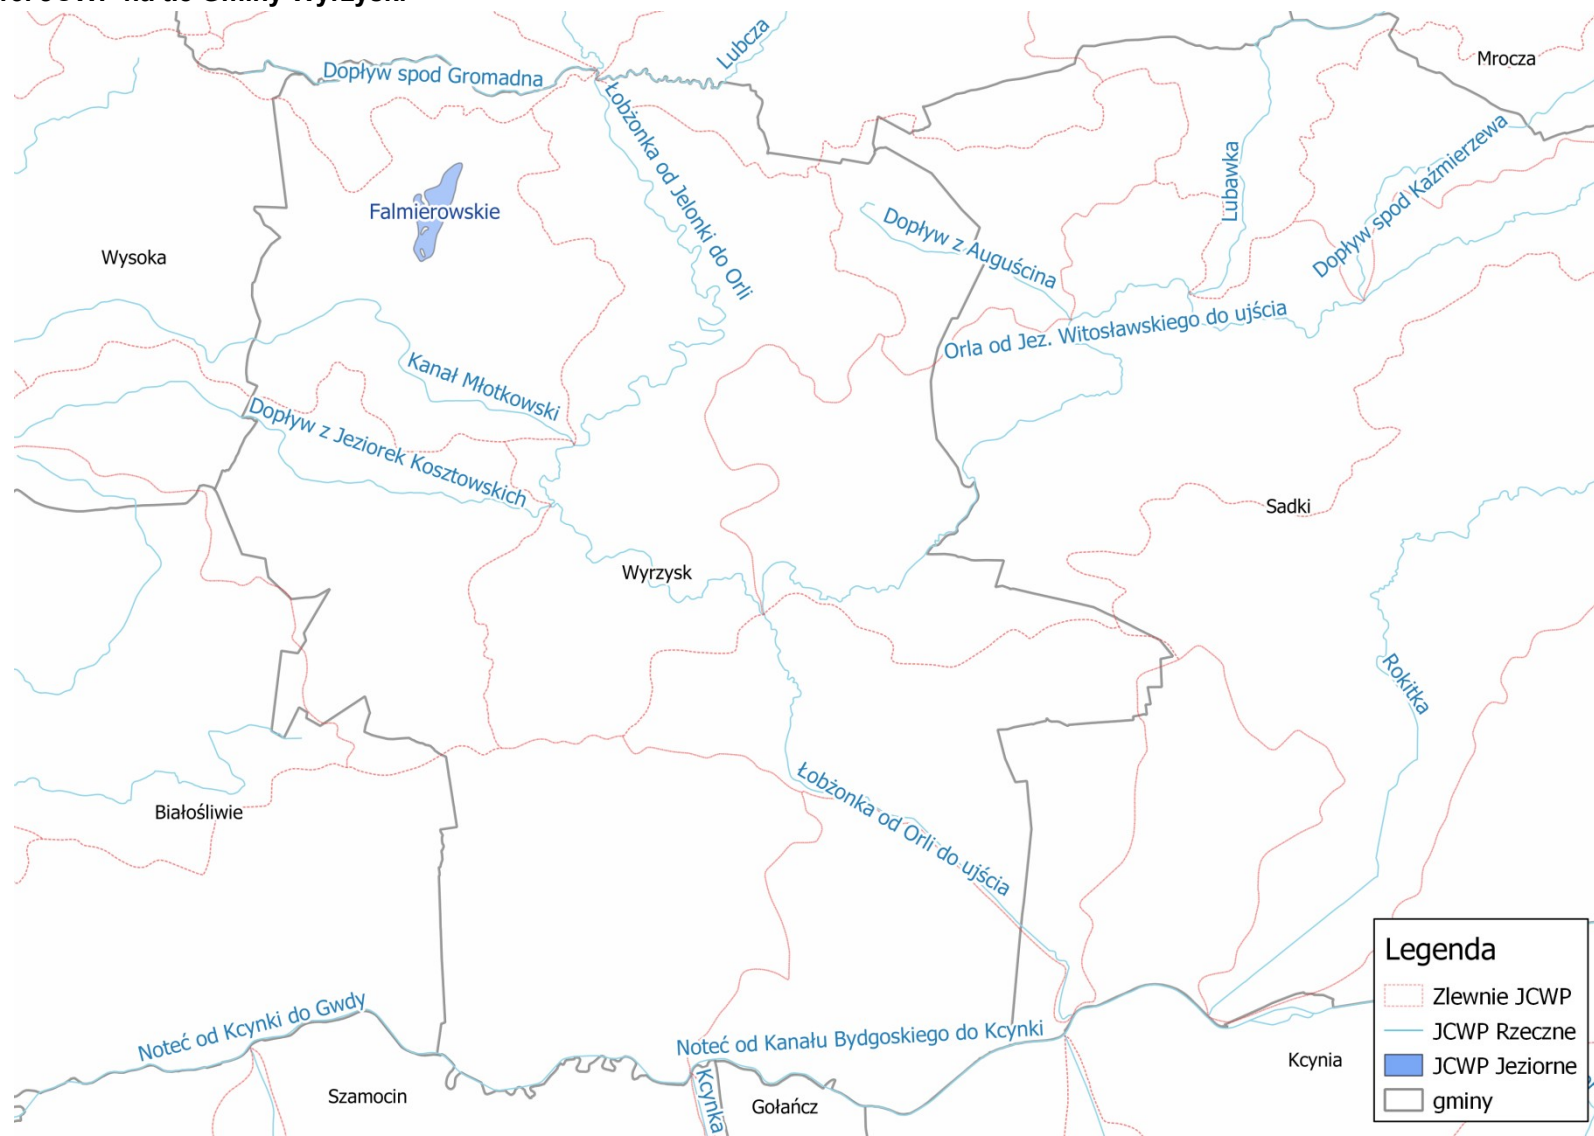 Lubcza
Mrocza
Dopływ spod Gromadna
Łobżonka od Jelonki do Orli
Lubawka
Dopływ spod Kaźmierzewa
Falmierowskie
Dopływ z Auguścina
Wysoka
Orla od Jez. Witosławskiego do ujścia
Kanał Młotkowski
Dopływ z Jeziorek Kosztowskich
Sadki
Wyrzysk
Rokitka
Łobżonka od Orli do ujścia
Białośliwie
Noteć od Kcynki do Gwdy
Noteć od Kanału Bydgoskiego do Kcynki
Kcynia
Szamocin
Kcynka
Gołańcz
Legenda
Zlewnie JCWP
JCWP Rzeczne
JCWP Jeziorne
gminy